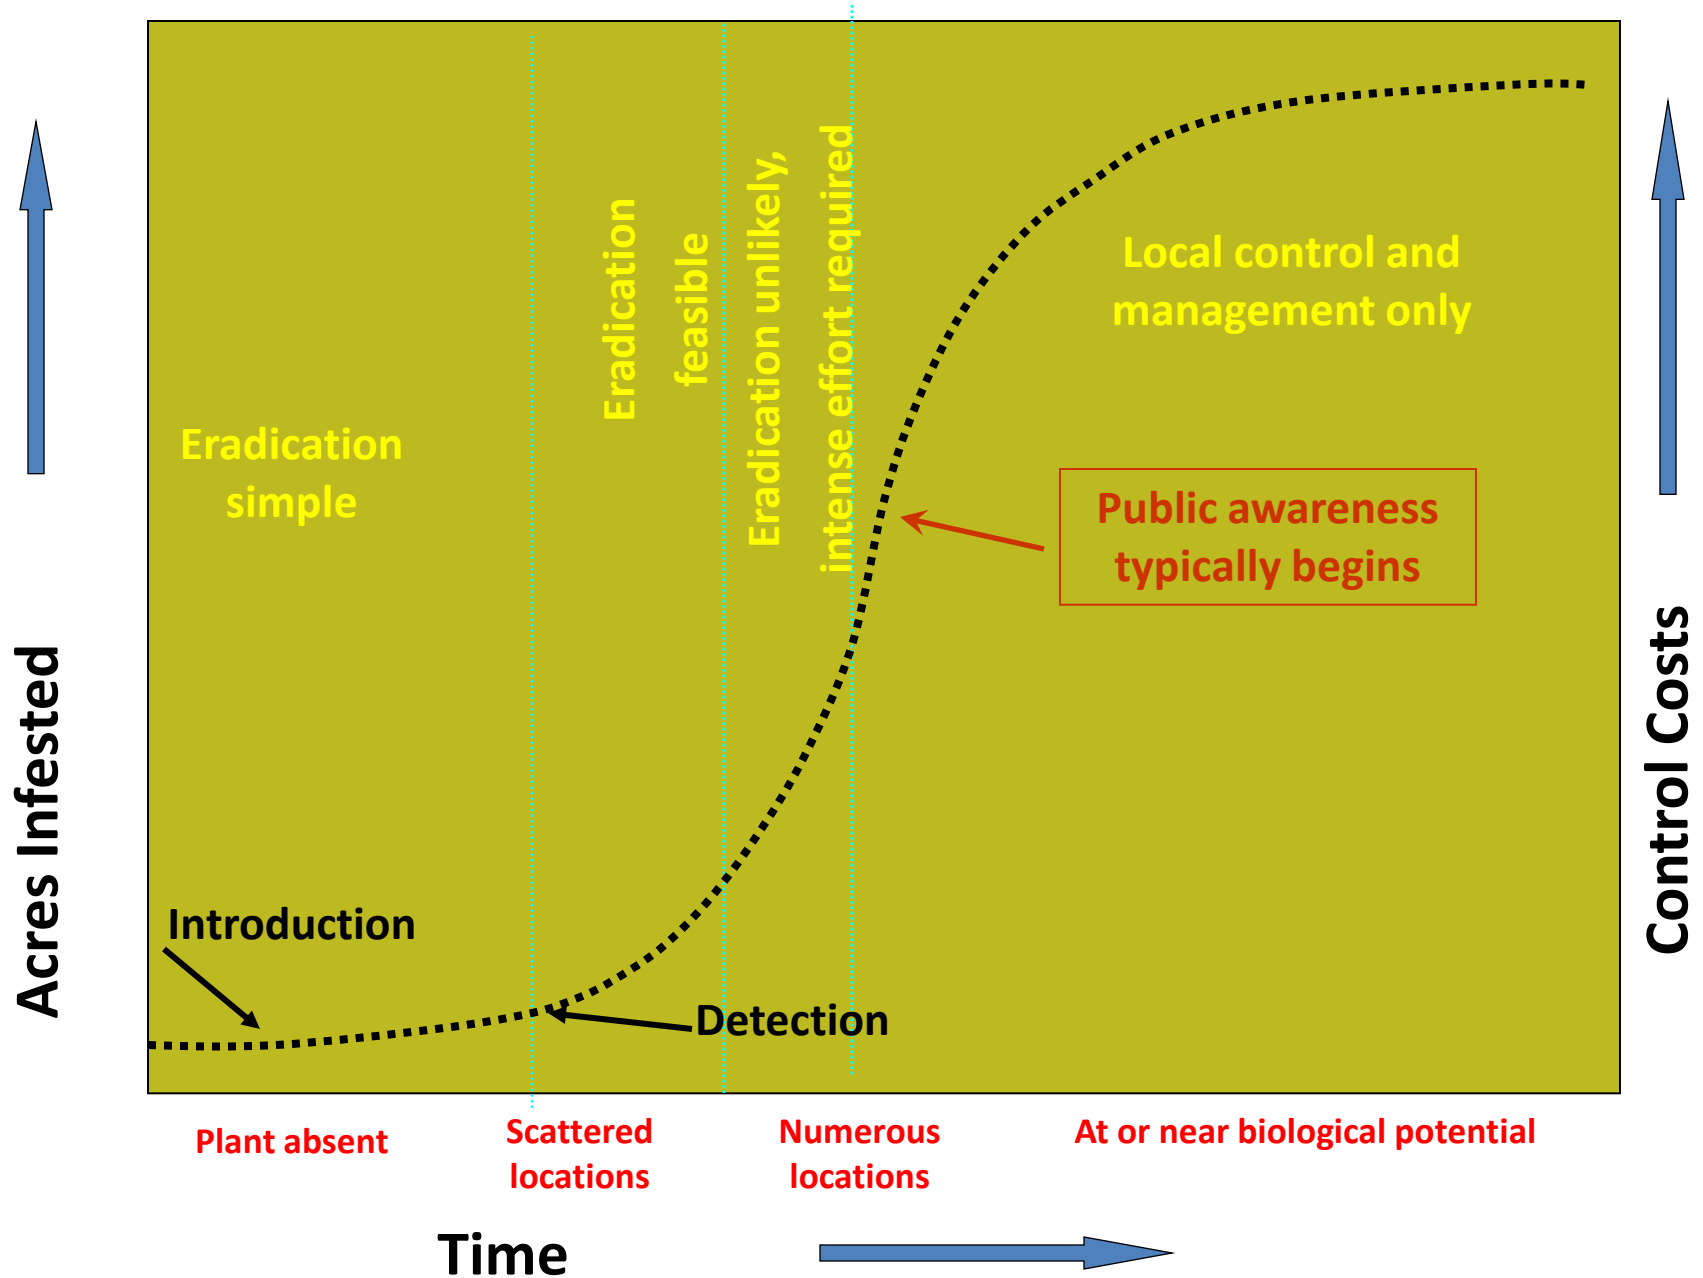 Acres Infested
Eradication
simple
Eradication
feasible
Eradication unlikely,
intense effort required
Local control and
management only
Public awareness
typically begins
Introduction
Detection
Control Costs
Plant absent
Scattered
locations
Numerous
locations
At or near biological potential
Time